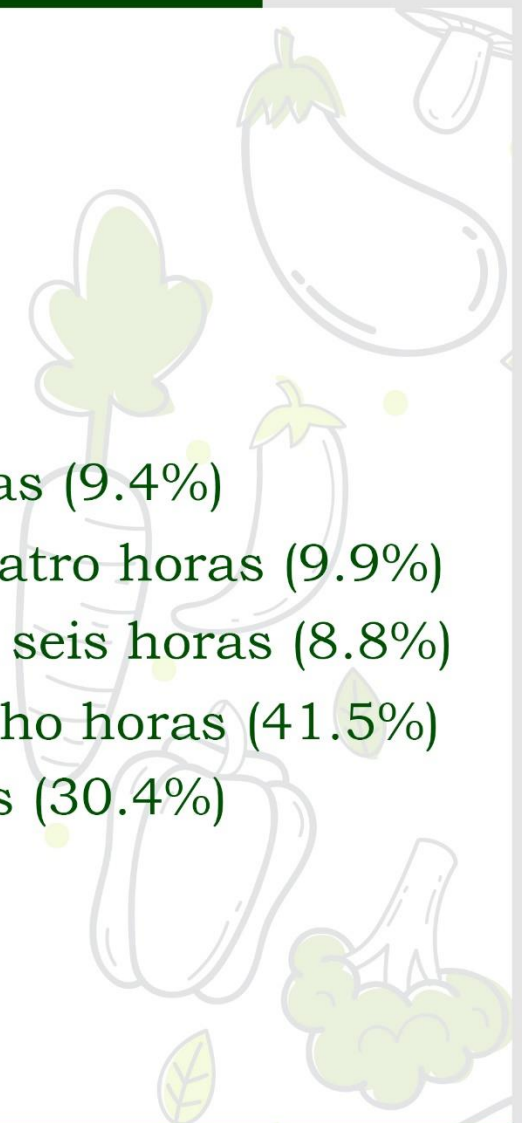 as (9.4%)
atro horas (9.9%)
seis horas (8.8%)
ho horas (41.5%)
s (30.4%)